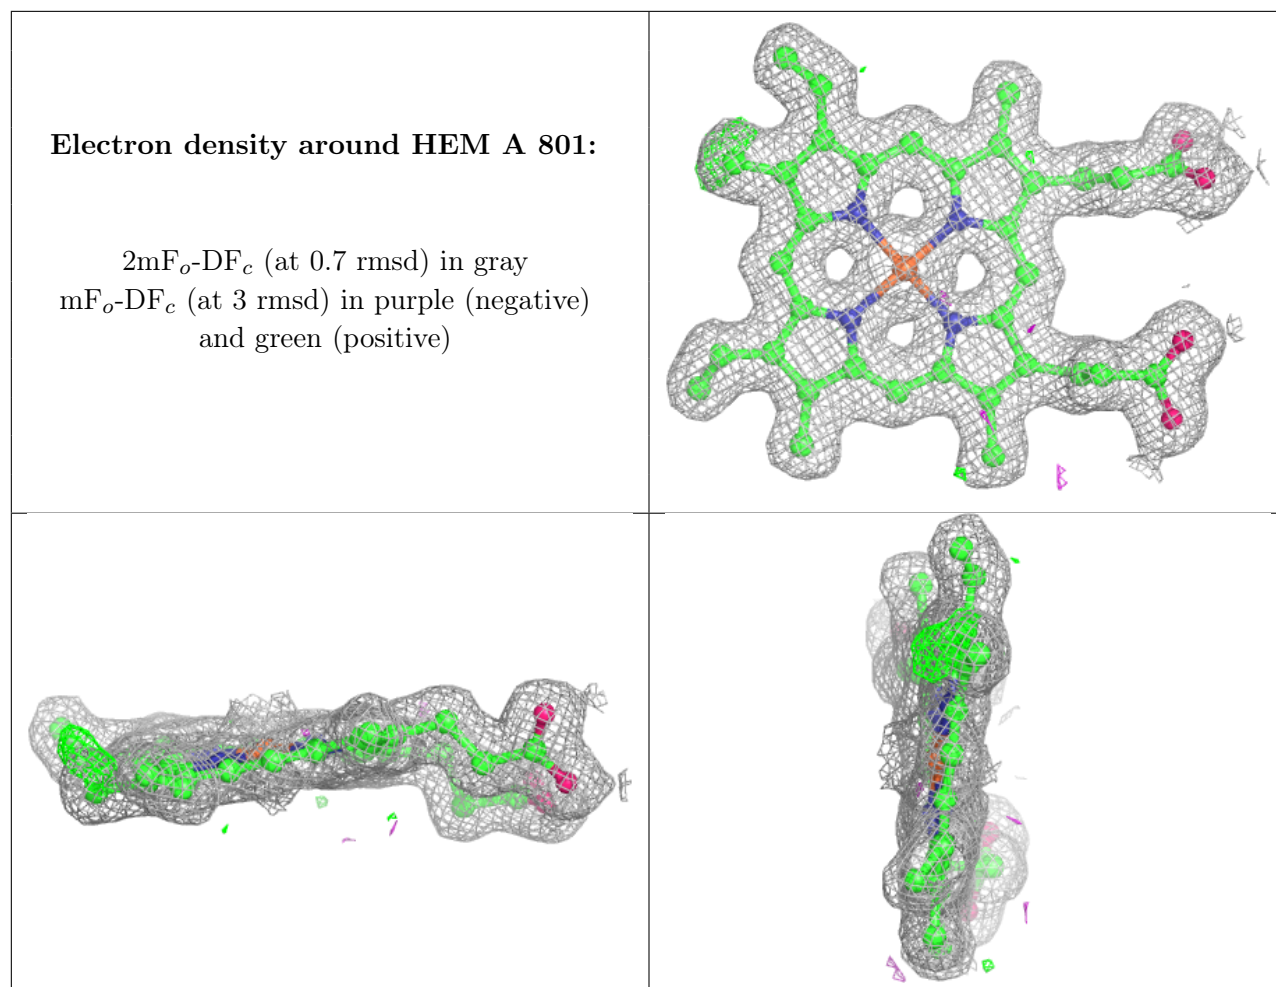 Electron density around HEM A 801:
2mFo-DFc (at 0.7 rmsd) in gray
mFo-DFc (at 3 rmsd) in purple (negative)
and green (positive)